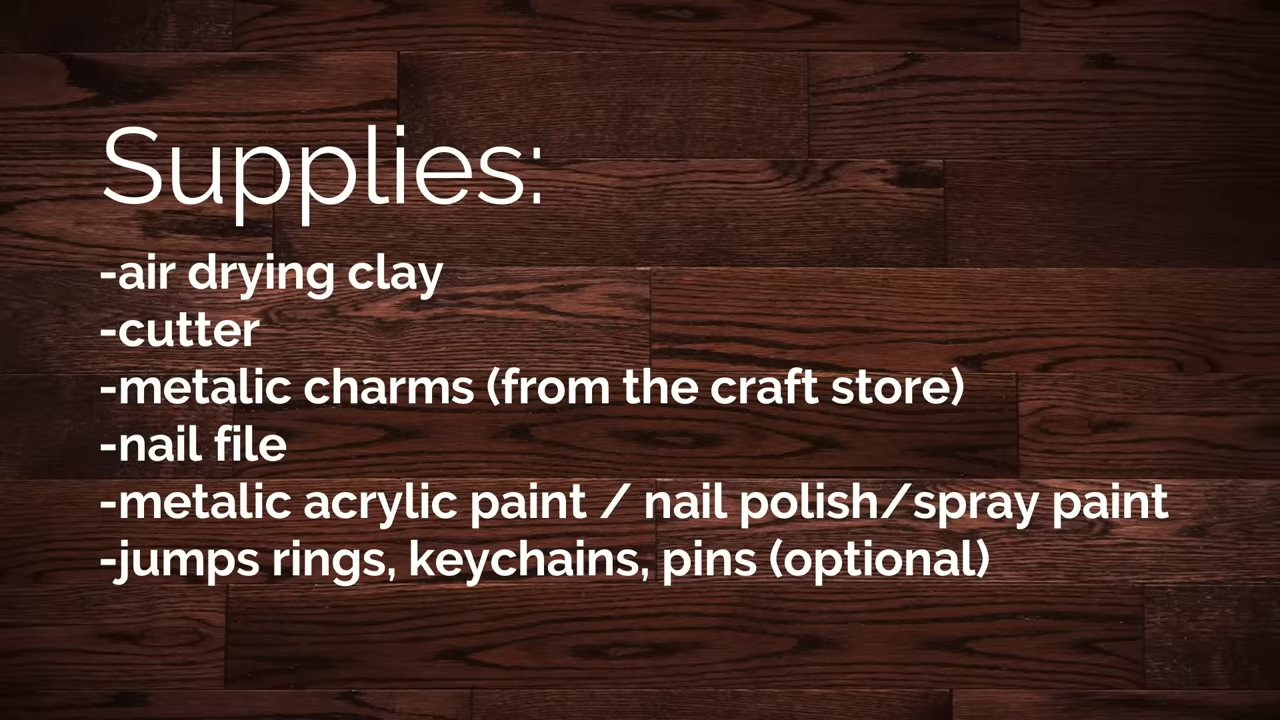 Supplies:
-air drying clay
-cutter
-metalic charms (from the craft store)
-nail file
-metalic acrylic paint / nail polish/spray paint
-jumps rings, keychains, pins (optional)